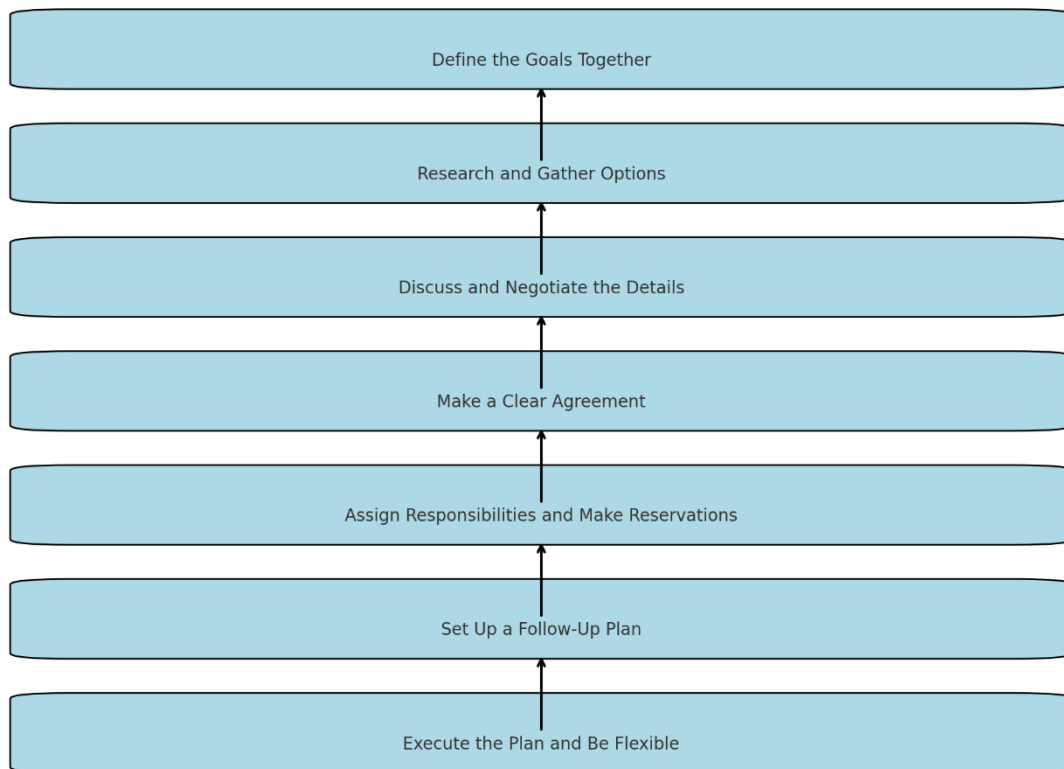 Define the Goals Together
Research and Gather Options
Discuss and Negotiate the Details
Make a Clear Agreement
Assign Responsibilities and Make Reservations
Set Up a Follow-Up Plan
Execute the Plan and Be Flexible